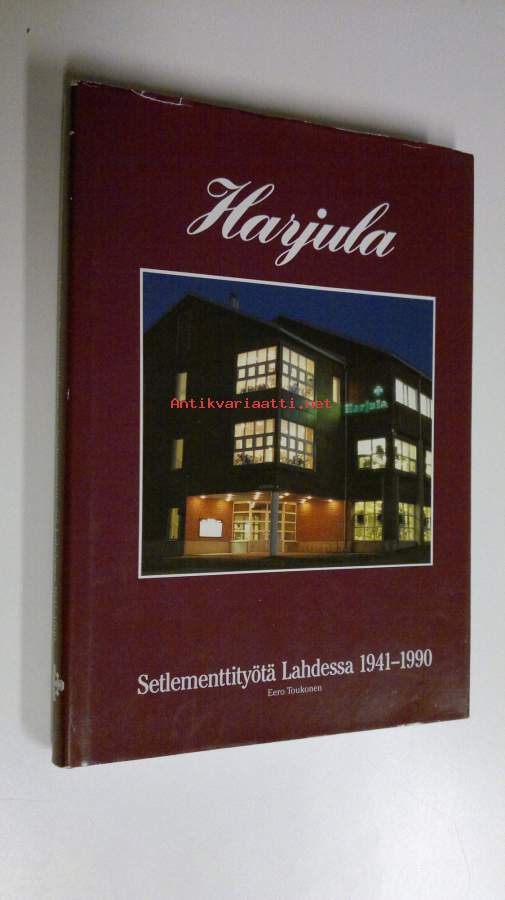 Harjula
Antikvariaatti.net
Harjula
Setlementtityötä Lahdessa 1941–1990
Eero Toukonen